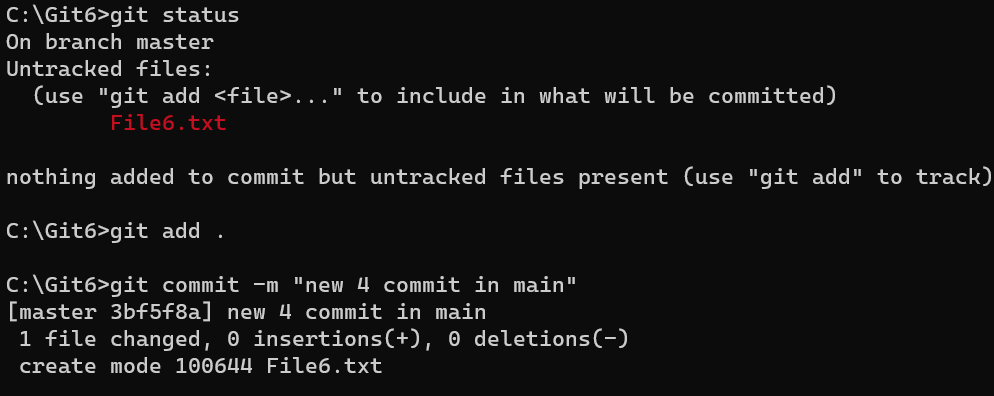 C:\Git6>git status
On branch master
Untracked files:
  (use "git add <file>..." to include in what will be committed)
        File6.txt
nothing added to commit but untracked files present (use "git add" to track)
C:\Git6>git add .
C:\Git6>git commit -m "new 4 commit in main"
[master 3bf5f8a] new 4 commit in main
 1 file changed, 0 insertions(+), 0 deletions(-)
 create mode 100644 File6.txt